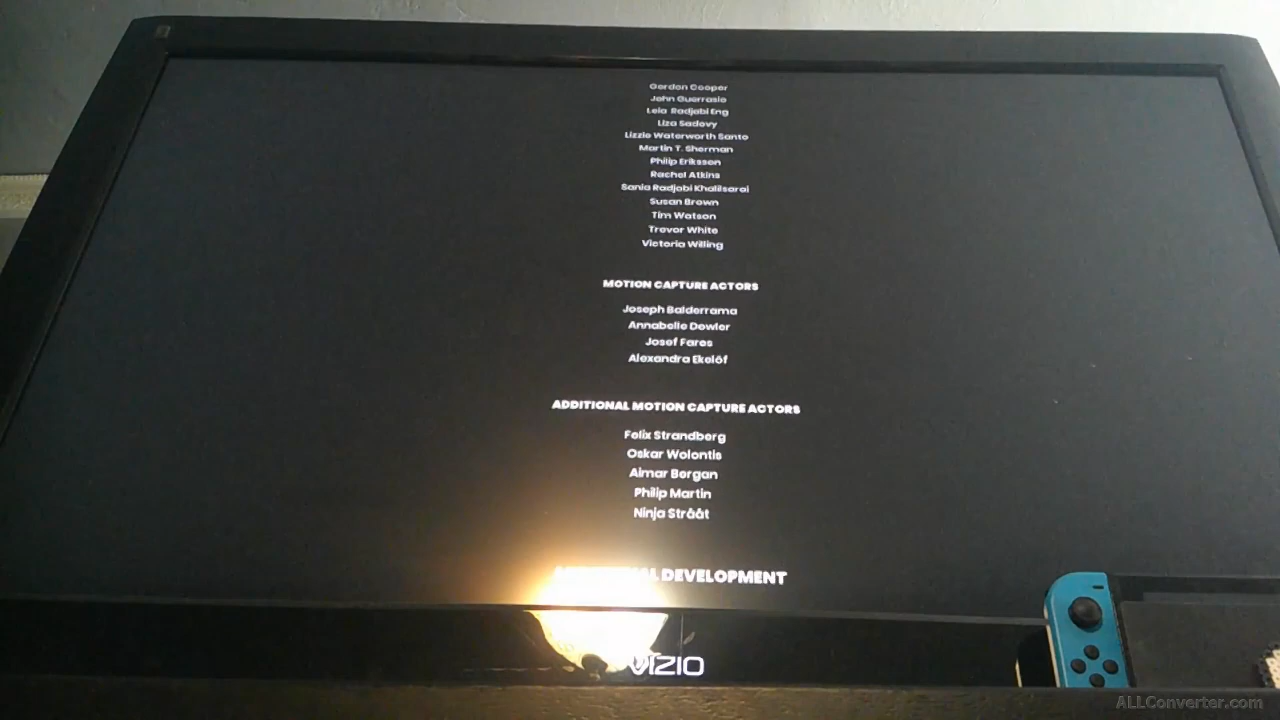 Gordon Cooper
John Guerrasio
Leia Radjabi Eng
Liza Sadovy
Lizzie Waterworth Santo
Martin T. Sherman
Philip Eriksson
Rachel Atkins
Sania Radjabi Khalilsarai
Susan Brown
Tim Watson
Trevor White
Victoria Willing
MOTION CAPTURE ACTORS
Joseph Balderrama
Annabelle Dowler
Josef Fares
Alexandra Ekelöf
ADDITIONAL MOTION CAPTURE ACTORS
Felix Strandberg
Oskar Wolontis
Aimar Bergan
Philip Martin
Ninja Strååt
DEVELOPMENT
VIZIO
ALLConverter.com